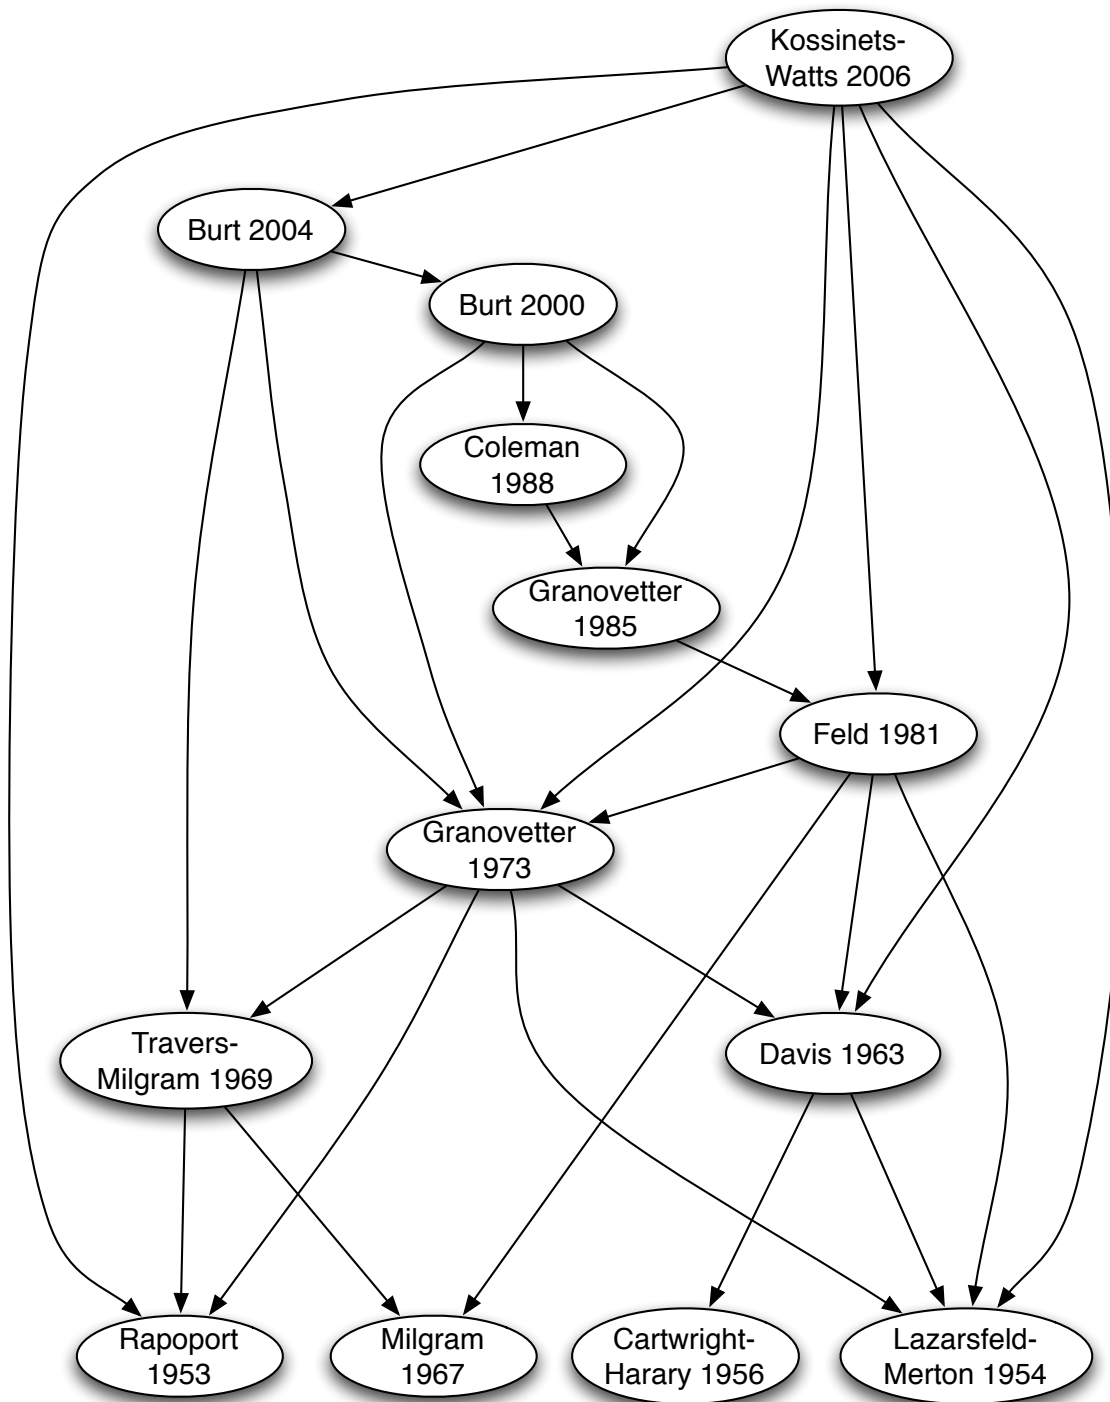 Kossinets-
Watts 2006
Burt 2004
Burt 2000
Coleman
1988
Granovetter
1985
Feld 1981
Granovetter
1973
Travers-
Milgram 1969
Davis 1963
Rapoport
1953
Milgram
1967
Cartwright-
Harary 1956
Lazarsfeld-
Merton 1954